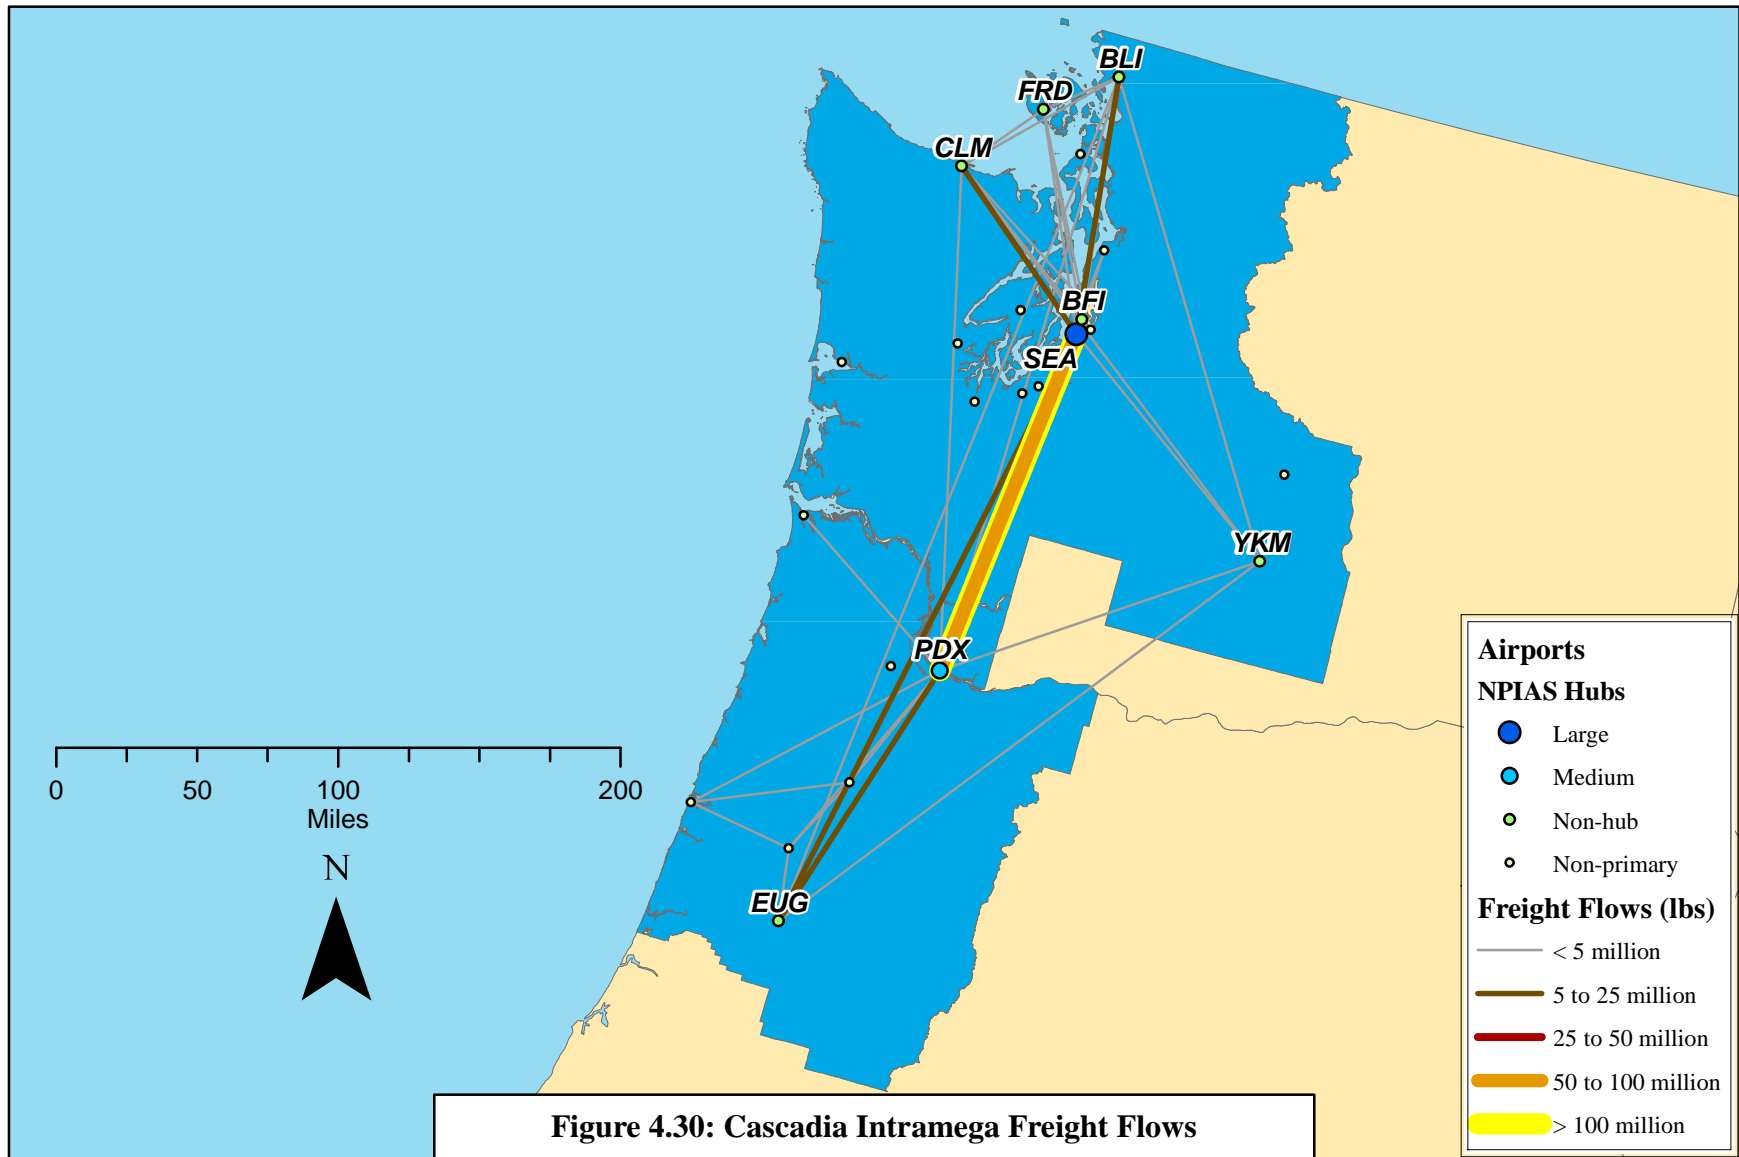 BLI
FRD
CLM
BFI
SEA
YKM
PDX
EUG
0 50 100 200
Miles
N
Airports
NPIAS Hubs
Large
Medium
Non-hub
Non-primary
Freight Flows (lbs)
< 5 million
5 to 25 million
25 to 50 million
50 to 100 million
> 100 million
Figure 4.30: Cascadia Intramega Freight Flows